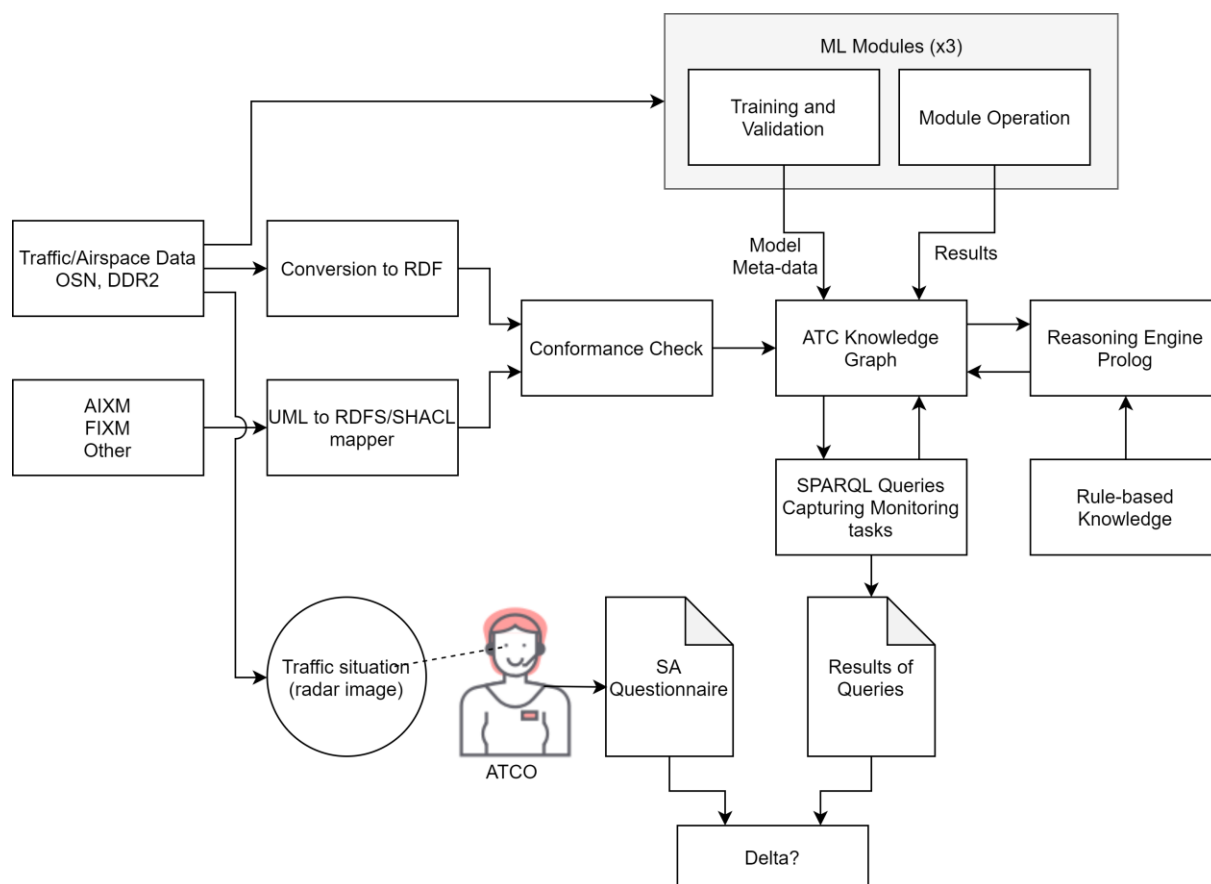 ML Modules (x3)
Training and
Validation
Module Operation
Model
Meta-data
Results
Traffic/Airspace Data
OSN, DDR2
Conversion to RDF
Conformance Check
ATC Knowledge
Graph
Reasoning Engine
Prolog
AIXM
FIXM
Other
UML to RDFS/SHACL
mapper
SPARQL Queries
Capturing Monitoring
tasks
Rule-based
Knowledge
Traffic situation
(radar image)
ATCO
SA
Questionnaire
Results of
Queries
Delta?